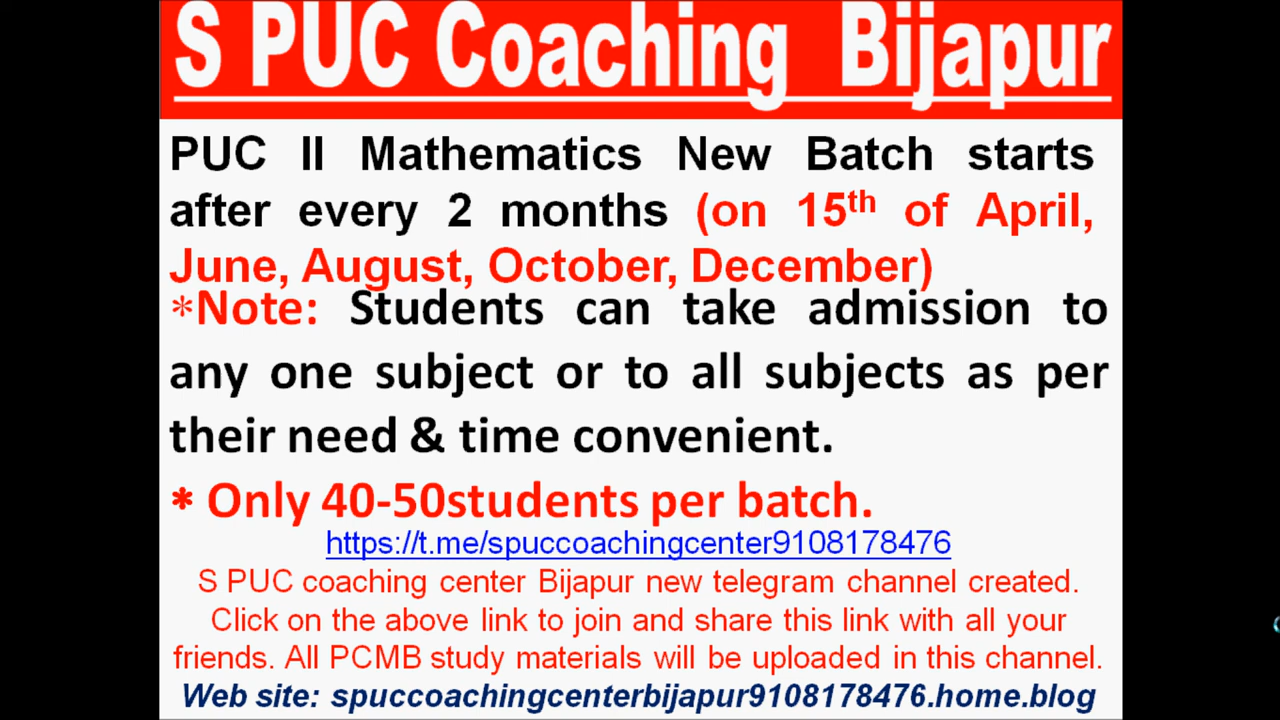 S PUC Coaching Bijapur
PUC II Mathematics New Batch starts
after every 2 months (on 15th of April,
June, August, October, December)
*Note: Students can take admission to
any one subject or to all subjects as per
their need & time convenient.
* Only 40-50students per batch.
https://t.me/spuccoachingcenter9108178476
S PUC coaching center Bijapur new telegram channel created.
Click on the above link to join and share this link with all your
friends. All PCMB study materials will be uploaded in this channel.
Web site: spuccoachingcenterbijapur9108178476.home.blog